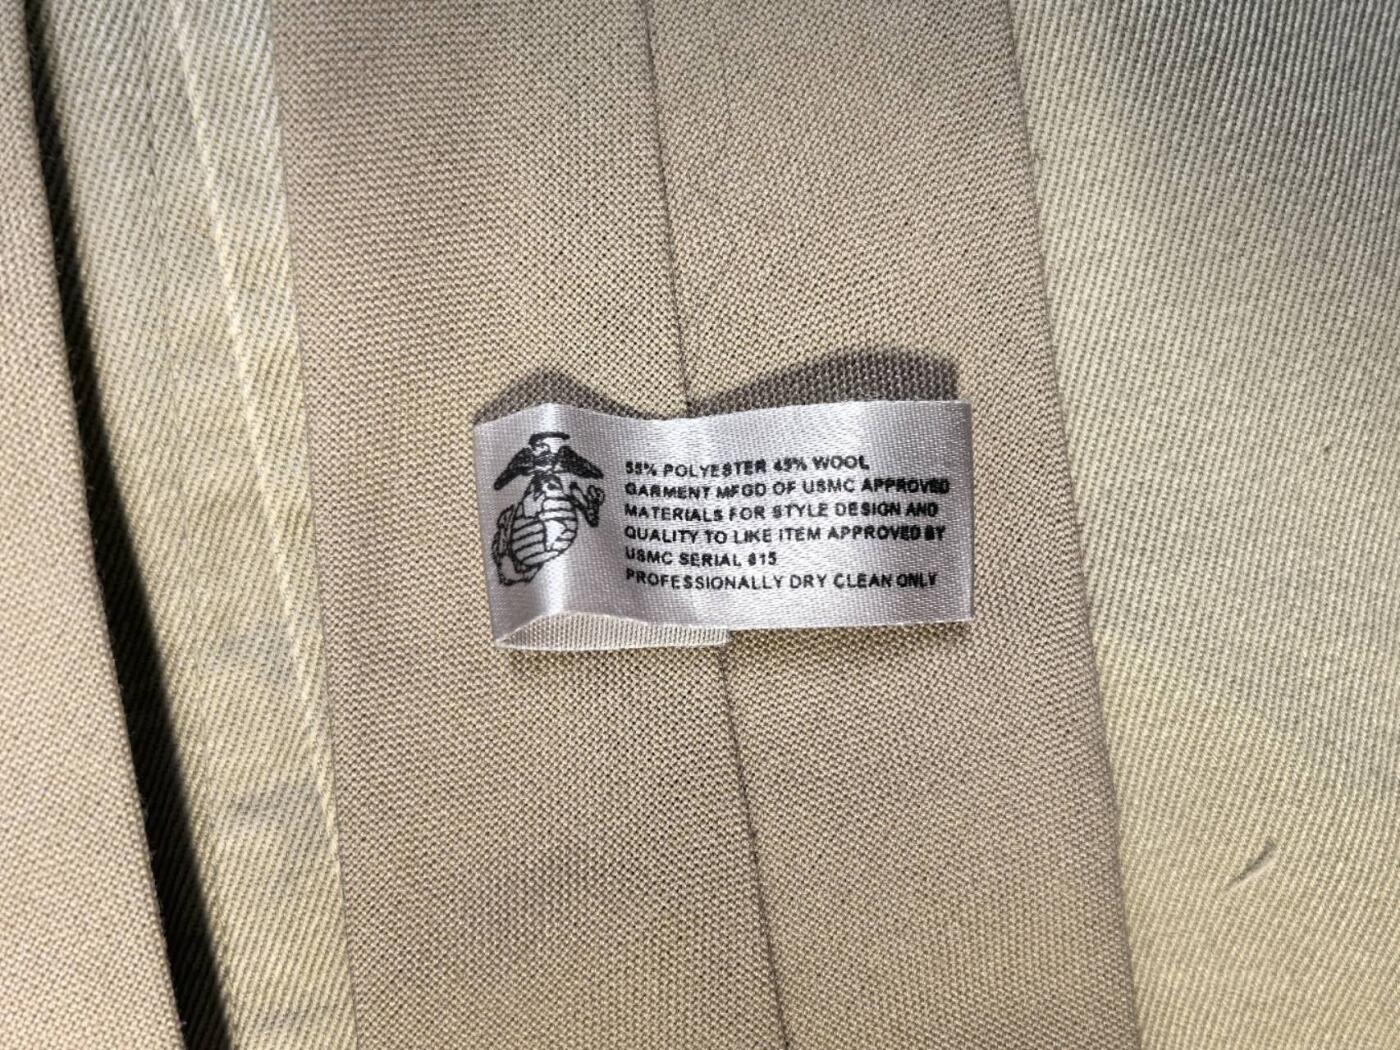 55% POLYESTER 45% WOOL
GARMENT MFGD OF USMC APPROVED
MATERIALS FOR STYLE DESIGN AND
QUALITY TO LIKE ITEM APPROVED BY
USMC SERIAL 815
PROFESSIONALLY DRY CLEAN ONLY